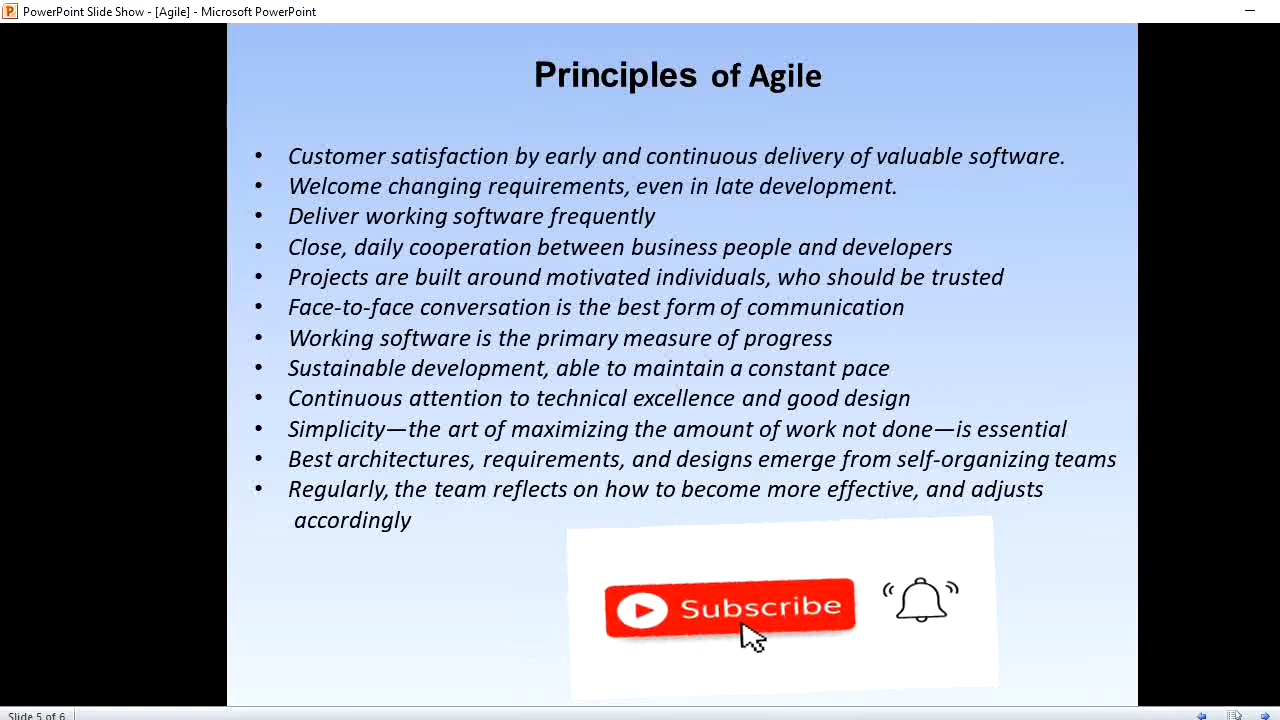 PowerPoint Slide Show - [Agile] - Microsoft PowerPoint
Principles of Agile
• Customer satisfaction by early and continuous delivery of valuable software.
• Welcome changing requirements, even in late development.
• Deliver working software frequently
• Close, daily cooperation between business people and developers
• Projects are built around motivated individuals, who should be trusted
• Face-to-face conversation is the best form of communication
• Working software is the primary measure of progress
• Sustainable development, able to maintain a constant pace
• Continuous attention to technical excellence and good design
• Simplicity—the art of maximizing the amount of work not done—is essential
• Best architectures, requirements, and designs emerge from self-organizing teams
• Regularly, the team reflects on how to become more effective, and adjusts
accordingly
Subscribe
Slide 5 of 6